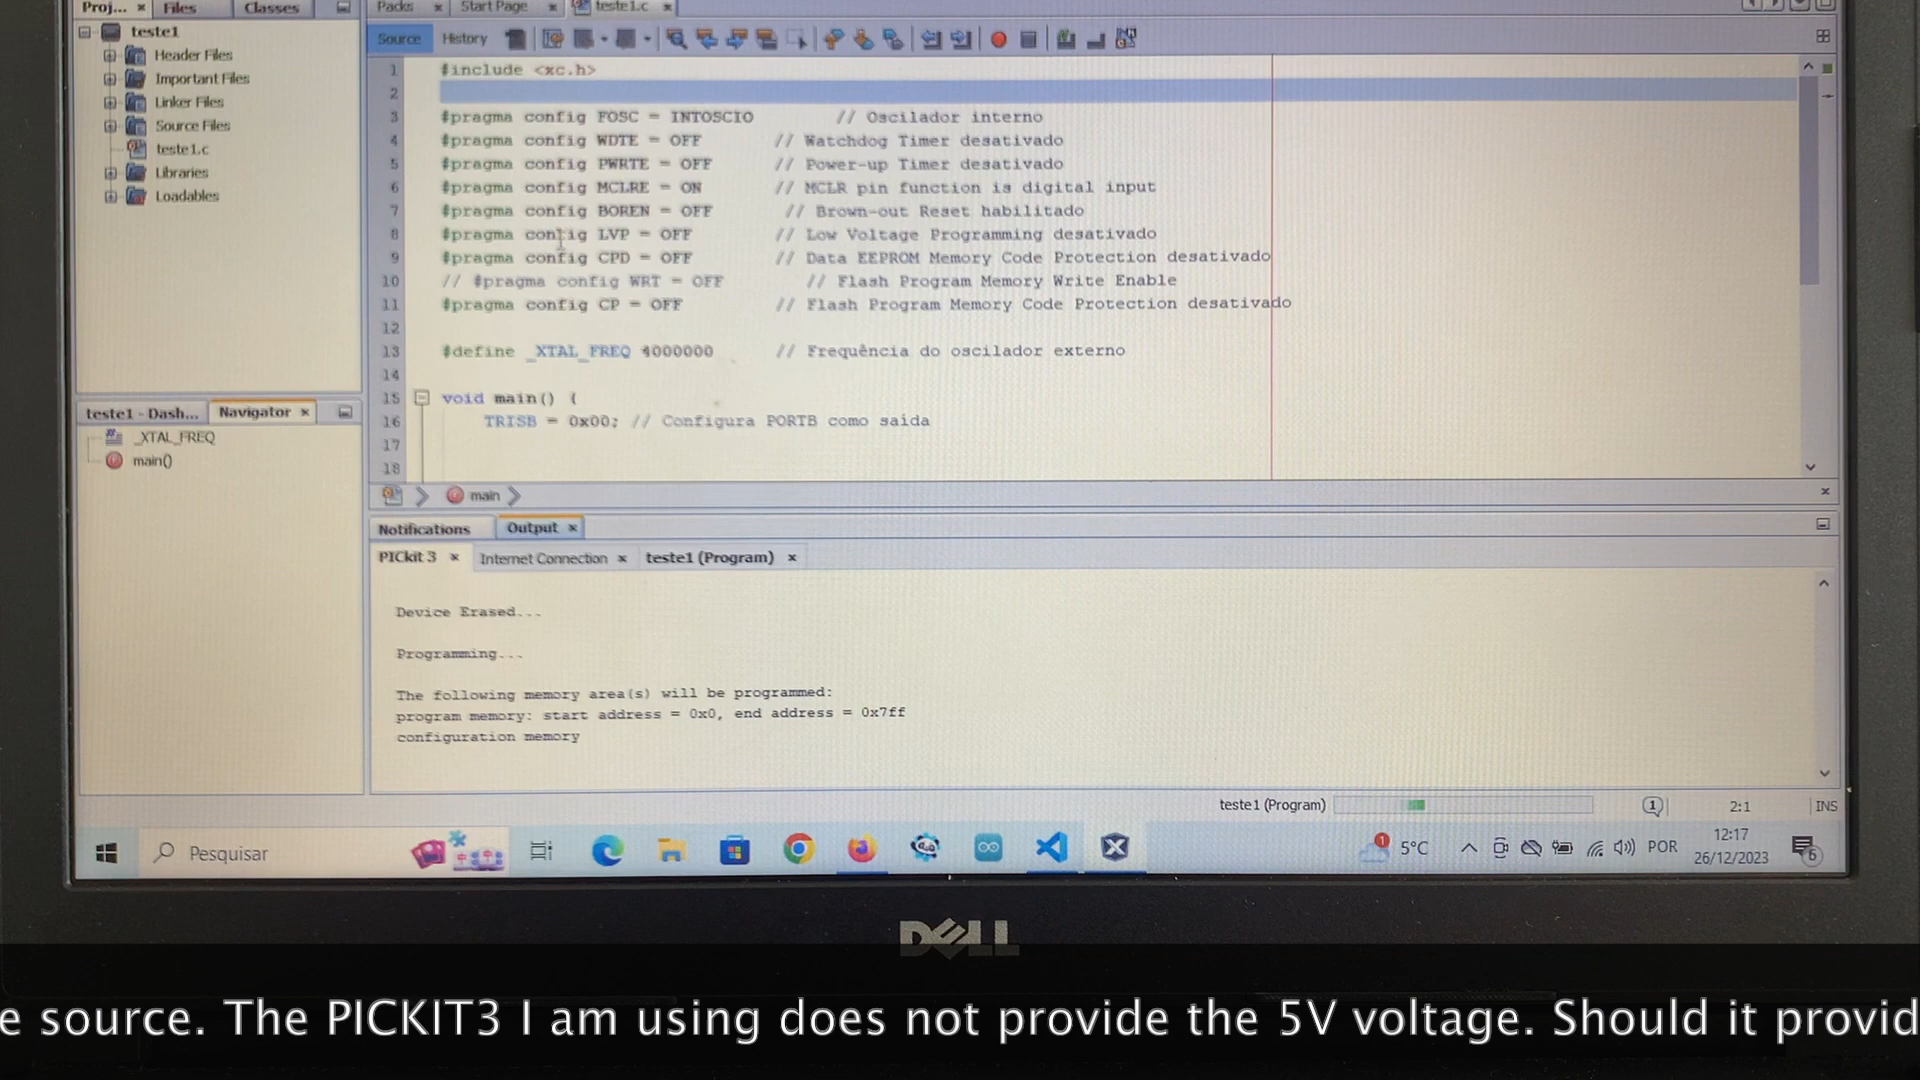 Proj... × Files Classes
Packs × Start Page × teste1.c ×
teste1
Source History
Header Files
Important Files
Linker Files
Source Files
teste1.c
Libraries
Loadables
1 #include <xc.h>
2
3 #pragma config FOSC = INTOSCIO // Oscilador interno
4 #pragma config WDTE = OFF // Watchdog Timer desativado
5 #pragma config PWRTE = OFF // Power-up Timer desativado
6 #pragma config MCLRE = ON // MCLR pin function is digital input
7 #pragma config BOREN = OFF // Brown-out Reset habilitado
8 #pragma config LVP = OFF // Low Voltage Programming desativado
9 #pragma config CPD = OFF // Data EEPROM Memory Code Protection desativado
10 // #pragma config WRT = OFF // Flash Program Memory Write Enable
11 #pragma config CP = OFF // Flash Program Memory Code Protection desativado
12
13 #define _XTAL_FREQ 4000000 // Frequência do oscilador externo
14
15 void main() {
16 TRISB = 0x00; // Configura PORTB como saída
17
18
teste1 - Dash... Navigator ×
_XTAL_FREQ
main()
main
Notifications Output ×
PICkit 3 × Internet Connection × teste1 (Program) ×
Device Erased...
Programming...
The following memory area(s) will be programmed:
program memory: start address = 0x0, end address = 0x7ff
configuration memory
teste1 (Program) 1 2:1 INS
Pesquisar 1 5°C POR 12:17
26/12/2023 6
DELL
e source. The PICKIT3 I am using does not provide the 5V voltage. Should it provid